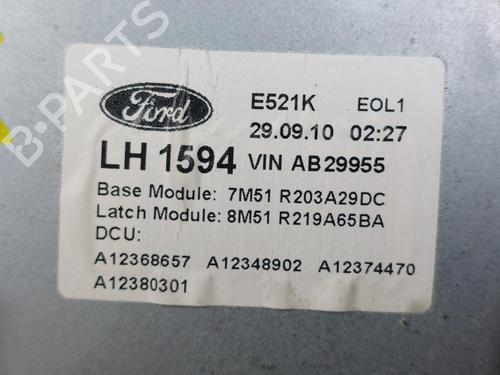 Ford
E521K EOL1
29.09.10 02:27
LH 1594 VIN AB29955
Base Module: 7M51 R203A29DC
Latch Module: 8M51 R219A65BA
DCU:
A12368657 A12348902 A12374470
A12380301
B-PARTS